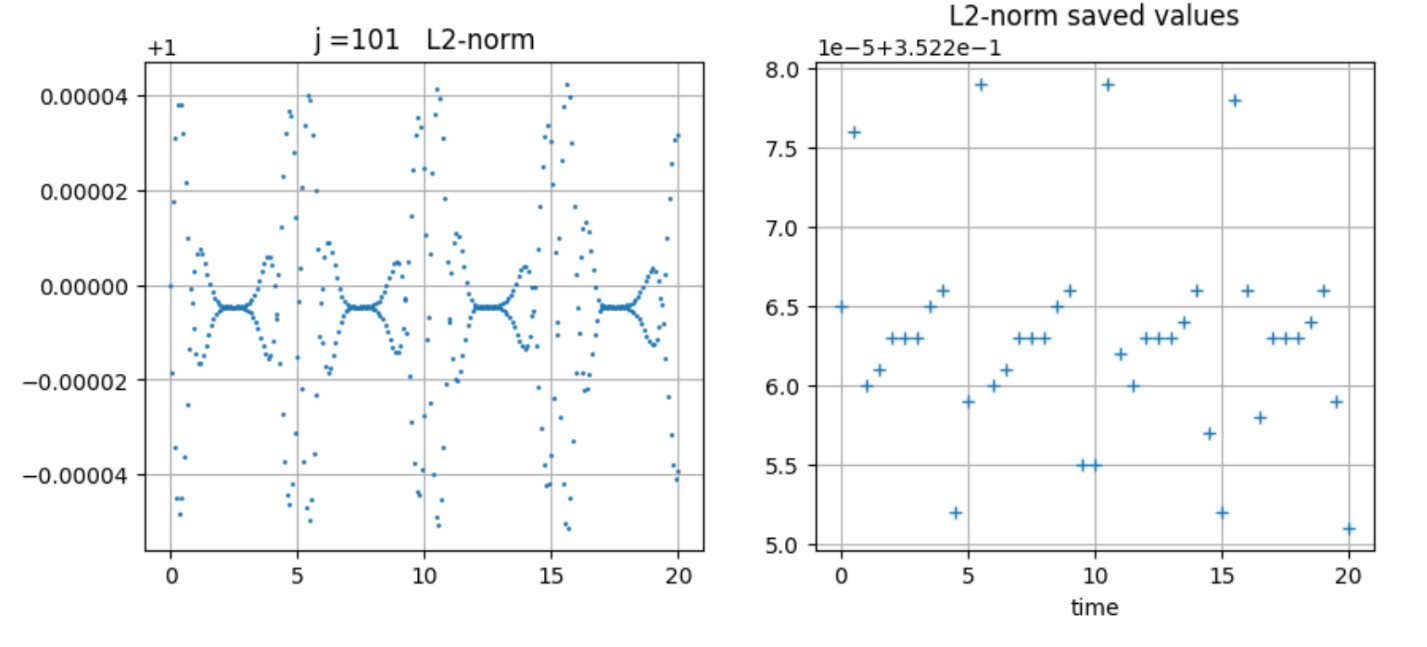 j =101   L2-norm
+1
0.00004
0.00002
0.00000
−0.00002
−0.00004
0 5 10 15 20
L2-norm saved values
1e−5+3.522e−1
8.0
7.5
7.0
6.5
6.0
5.5
5.0
0 5 10 15 20
time